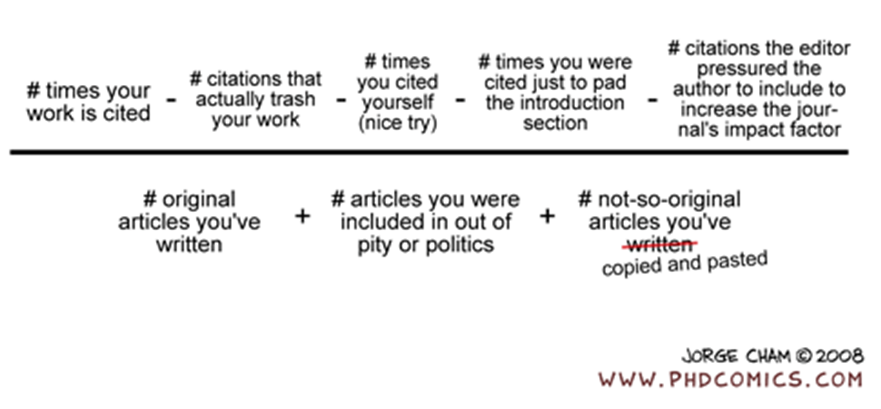 # times your
work is cited
-
# citations that
actually trash
your work
-
# times
you cited
yourself
(nice try)
-
# times you were
cited just to pad
the introduction
section
-
# citations the editor
pressured the
author to include to
increase the jour-
nal's impact factor
# original
articles you've
written
+
# articles you were
included in out of
pity or politics
+
# not-so-original
articles you've
written
copied and pasted
JORGE CHAM © 2008
WWW.PHDCOMICS.COM